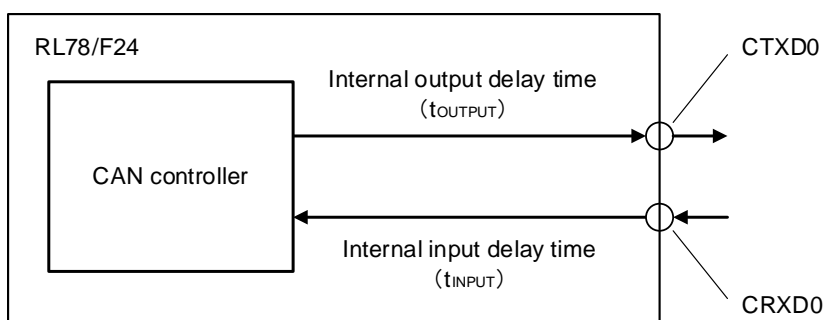 RL78/F24
CTXD0
Internal output delay time
(tOUTPUT)
CAN controller
Internal input delay time
(tINPUT)
CRXD0